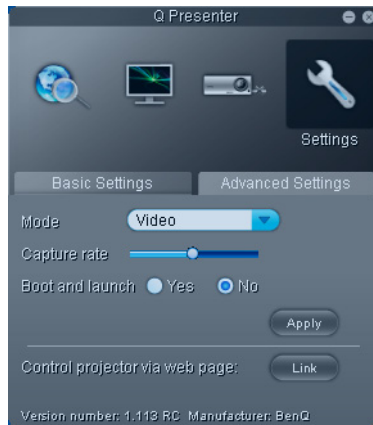 Q Presenter
Settings
Basic Settings Advanced Settings
Mode Video
Capture rate
Boot and launch Yes No
Apply
Control projector via web page: Link
Version number: 1.113 RC Manufacturer: BenQ